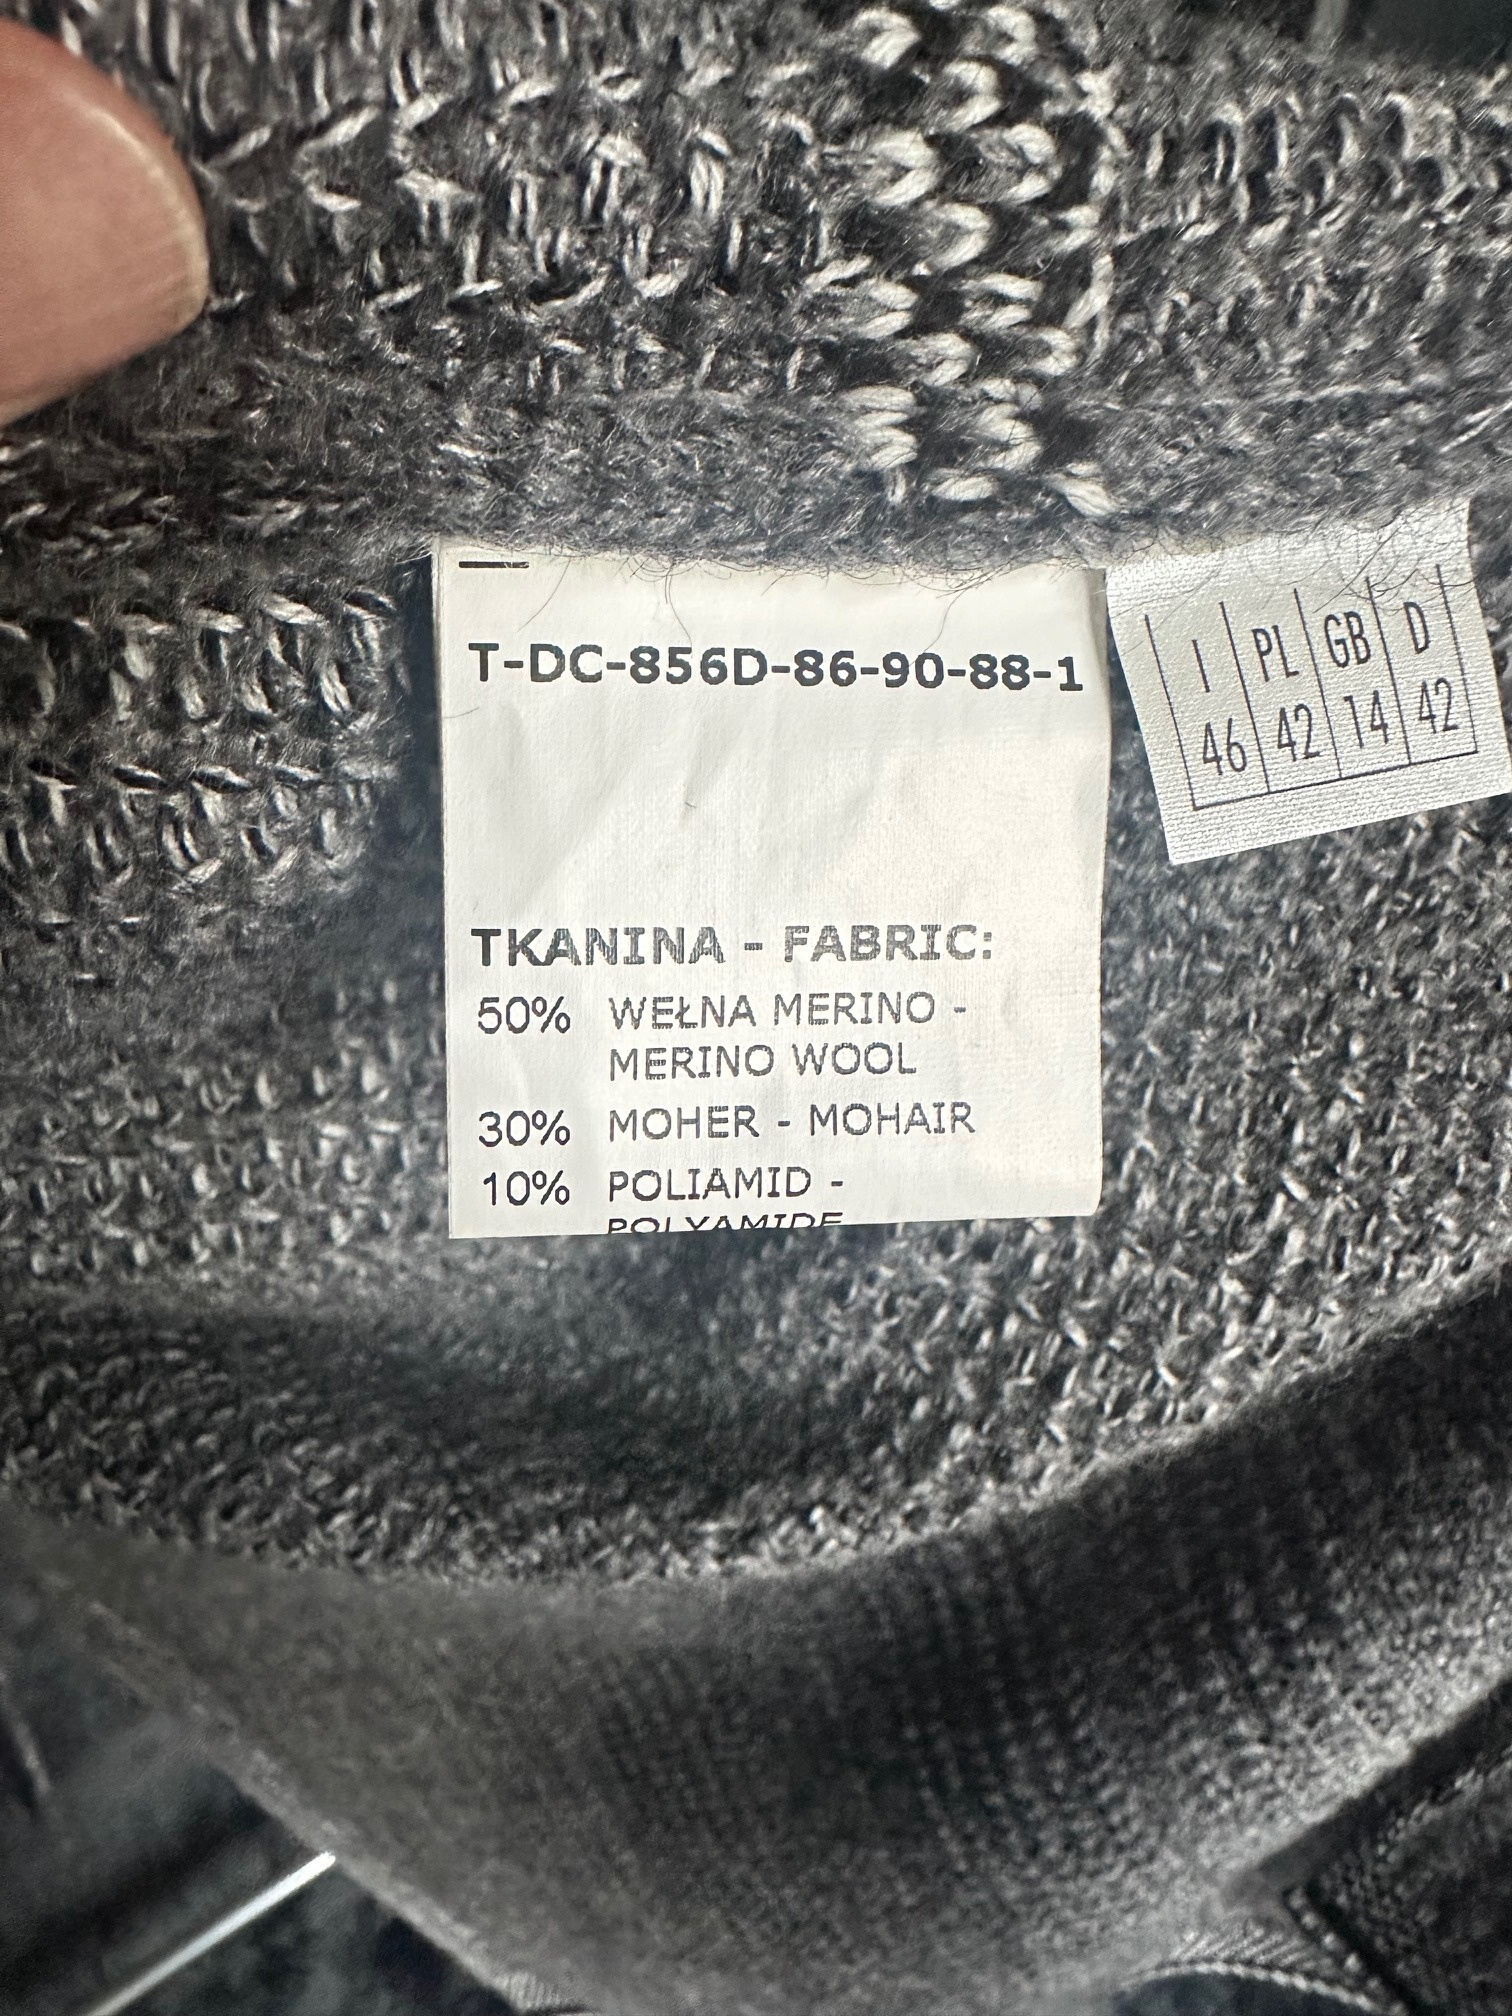 T-DC-856D-86-90-88-1
TKANINA - FABRIC:
50% WEŁNA MERINO -
MERINO WOOL
30% MOHER - MOHAIR
10% POLIAMID -
POLYAMIDE
I PL GB D
46 42 14 42